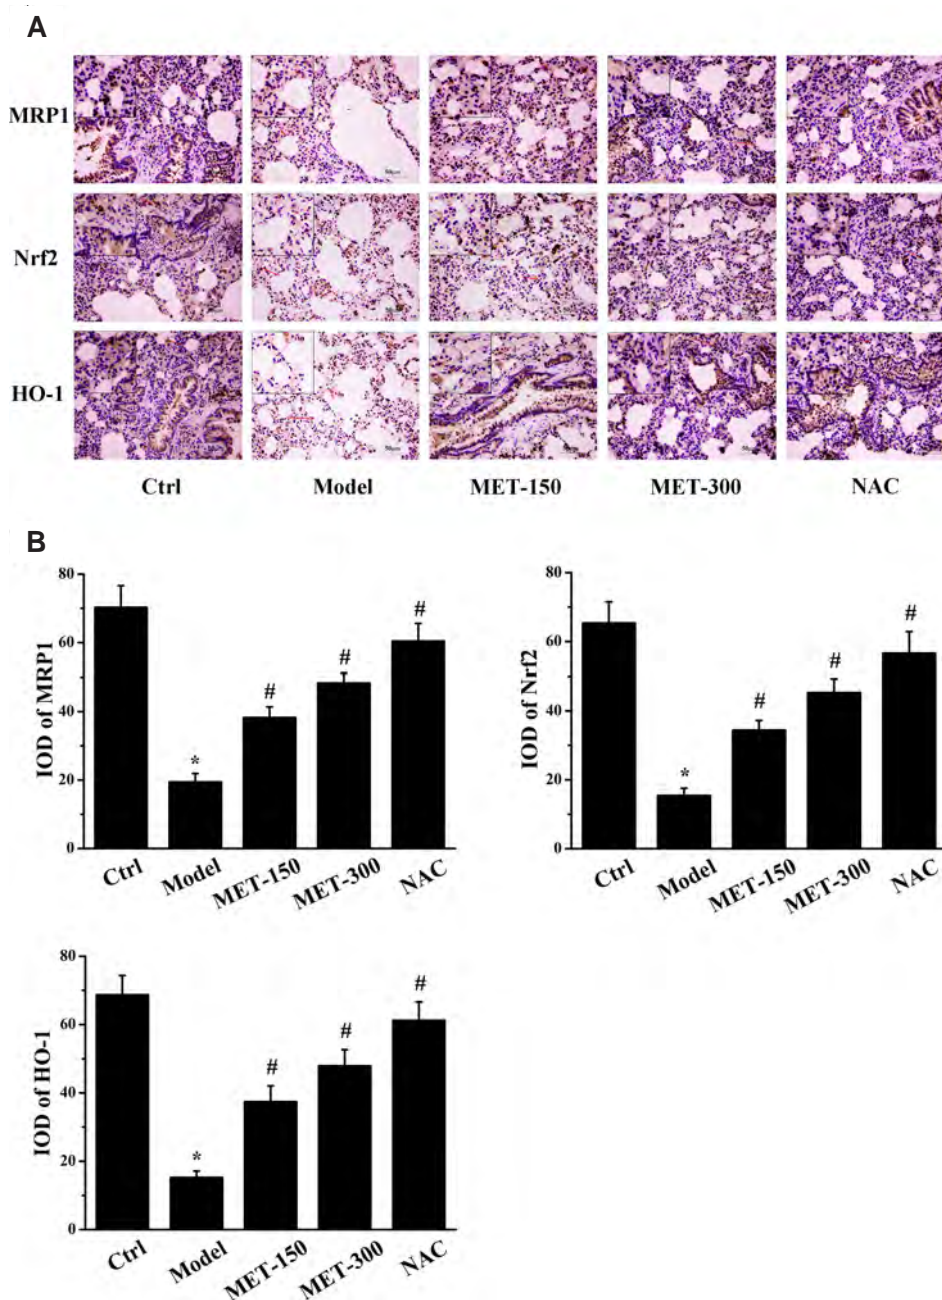 A
MRP1
Nrf2
HO-1
Ctrl Model MET-150 MET-300 NAC
B
IOD of MRP1
80
60
40
20
0
* # # #
Ctrl Model MET-150 MET-300 NAC
IOD of Nrf2
80
60
40
20
0
* # # #
Ctrl Model MET-150 MET-300 NAC
IOD of HO-1
80
60
40
20
0
* # # #
Ctrl Model MET-150 MET-300 NAC